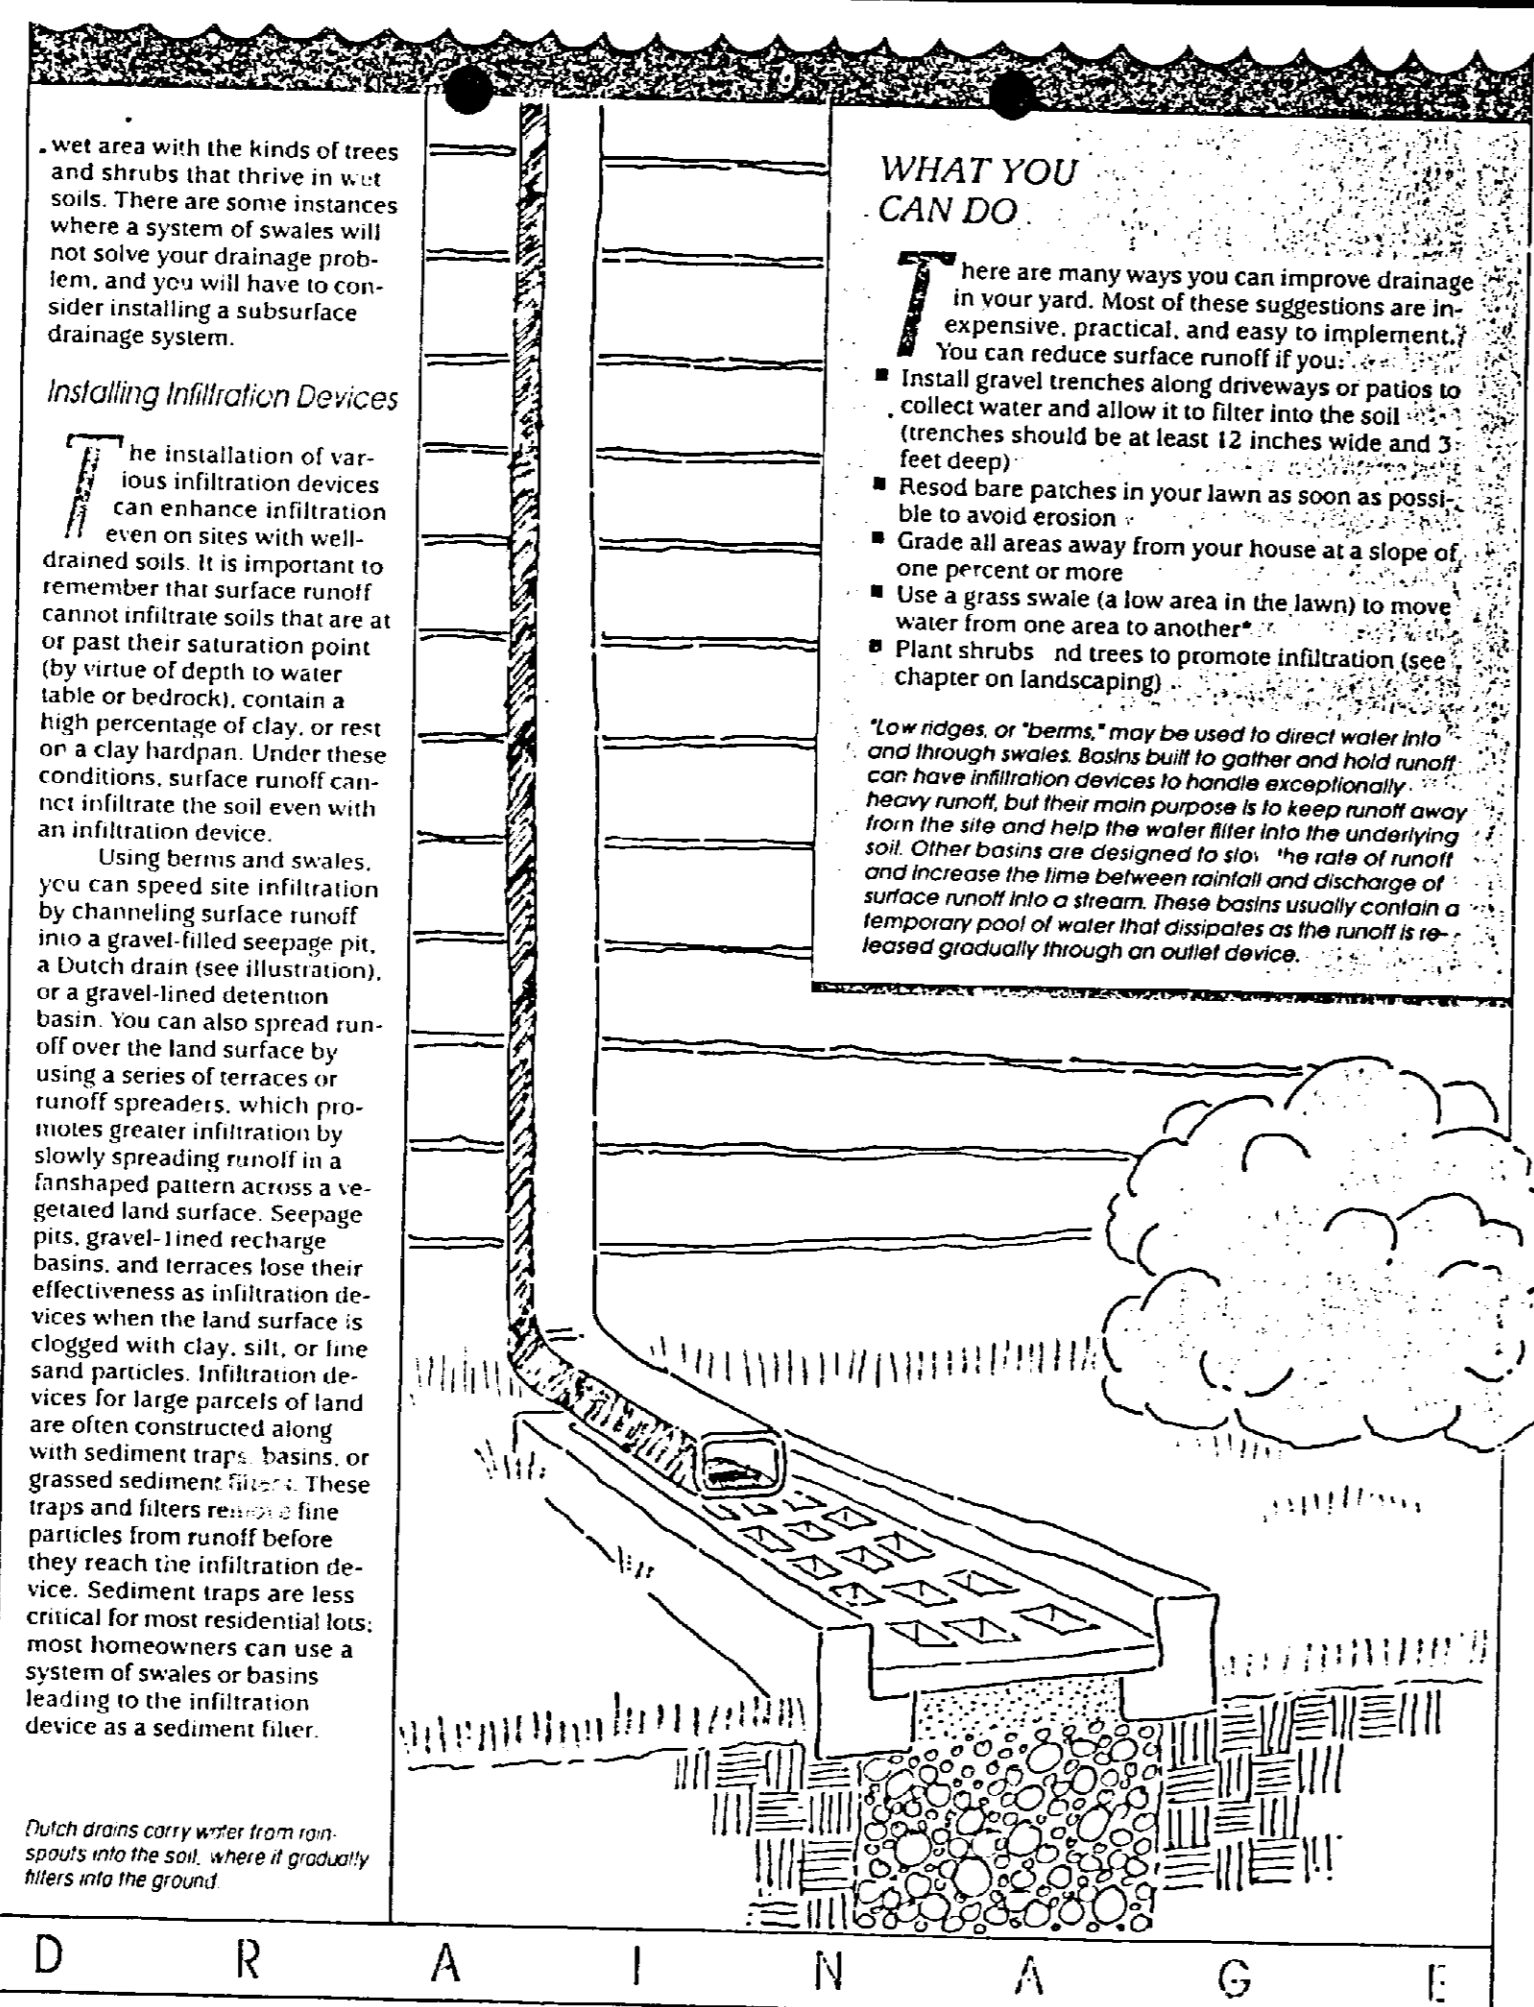 9
. wet area with the kinds of trees
and shrubs that thrive in wet
soils. There are some instances
where a system of swales will
not solve your drainage prob-
lem, and you will have to con-
sider installing a subsurface
drainage system.
Installing Infiltration Devices
The installation of var-
ious infiltration devices
can enhance infiltration
even on sites with well-
drained soils. It is important to
remember that surface runoff
cannot infiltrate soils that are at
or past their saturation point
(by virtue of depth to water
table or bedrock), contain a
high percentage of clay, or rest
on a clay hardpan. Under these
conditions, surface runoff can-
not infiltrate the soil even with
an infiltration device.
Using berms and swales,
you can speed site infiltration
by channeling surface runoff
into a gravel-filled seepage pit,
a Dutch drain (see illustration),
or a gravel-lined detention
basin. You can also spread run-
off over the land surface by
using a series of terraces or
runoff spreaders, which pro-
motes greater infiltration by
slowly spreading runoff in a
fanshaped pattern across a ve-
getated land surface. Seepage
pits, gravel-lined recharge
basins, and terraces lose their
effectiveness as infiltration de-
vices when the land surface is
clogged with clay, silt, or fine
sand particles. Infiltration de-
vices for large parcels of land
are often constructed along
with sediment traps, basins, or
grassed sediment filters. These
traps and filters remove fine
particles from runoff before
they reach the infiltration de-
vice. Sediment traps are less
critical for most residential lots;
most homeowners can use a
system of swales or basins
leading to the infiltration
device as a sediment filter.
Dutch drains carry water from rain-
spouts into the soil, where it gradually
filters into the ground.
WHAT YOU
CAN DO
There are many ways you can improve drainage
in your yard. Most of these suggestions are in-
expensive, practical, and easy to implement.
You can reduce surface runoff if you:
■ Install gravel trenches along driveways or patios to
collect water and allow it to filter into the soil
(trenches should be at least 12 inches wide and 3
feet deep)
■ Resod bare patches in your lawn as soon as possi-
ble to avoid erosion
■ Grade all areas away from your house at a slope of
one percent or more
■ Use a grass swale (a low area in the lawn) to move
water from one area to another*
■ Plant shrubs nd trees to promote infiltration (see
chapter on landscaping)
*Low ridges, or "berms," may be used to direct water into
and through swales. Basins built to gather and hold runoff
can have infiltration devices to handle exceptionally
heavy runoff, but their main purpose is to keep runoff away
from the site and help the water filter into the underlying
soil. Other basins are designed to slow the rate of runoff
and increase the time between rainfall and discharge of
surface runoff into a stream. These basins usually contain a
temporary pool of water that dissipates as the runoff is re-
leased gradually through an outlet device.
D R A I N A G E